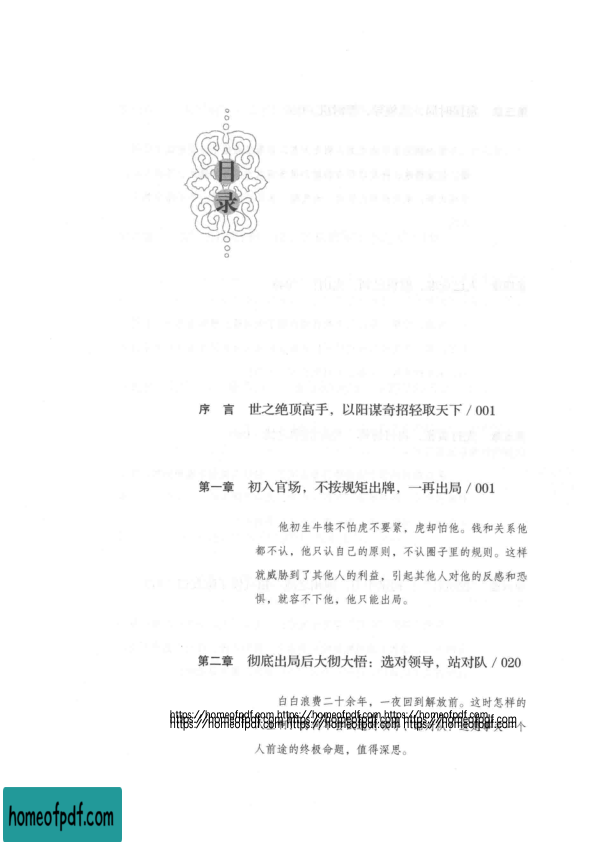 目
录
序 言 世之绝顶高手，以阳谋奇招轻取天下 / 001
第一章 初入官场，不按规矩出牌，一再出局 / 001
他初生牛犊不怕虎不要紧，虎却怕他。钱和关系他
都不认，他只认自己的原则，不认圈子里的规则。这样
就威胁到了其他人的利益，引起其他人对他的反感和恐
惧，就容不下他，他只能出局。
第二章 彻底出局后大彻大悟：选对领导，站对队 / 020
白白浪费二十余年，一夜回到解放前。这时怎样的
https://homeofpdf.com https://homeofpdf.com https://homeofpdf.com
https://homeofpdf.com https://homeofpdf.com https://homeofpdf.com
个
人前途的终极命题，值得深思。
homeofpdf.com